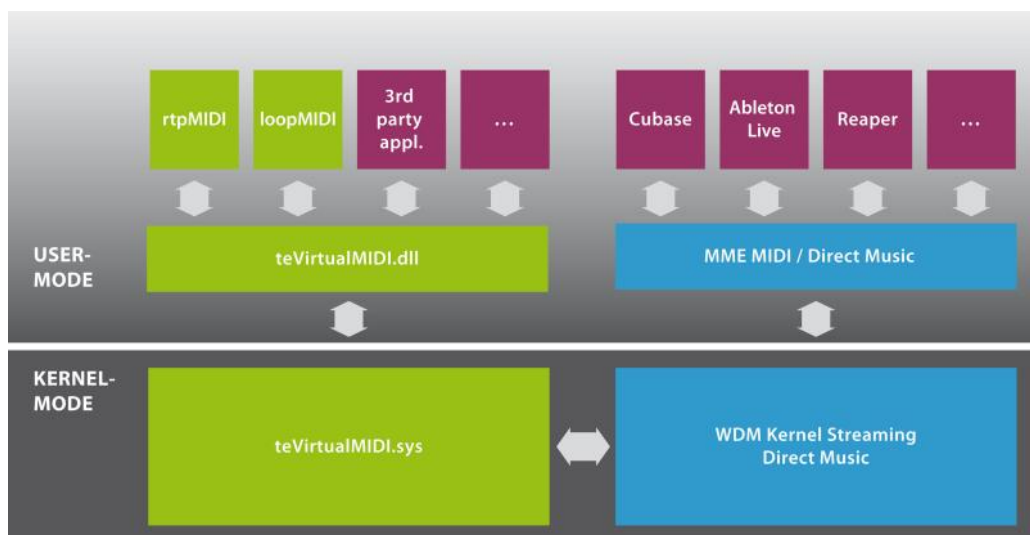 rtpMIDI
loopMIDI
3rd
party
appl.
...
Cubase
Ableton
Live
Reaper
...
USER-
MODE
teVirtualMIDI.dll
MME MIDI / Direct Music
KERNEL-
MODE
teVirtualMIDI.sys
WDM Kernel Streaming
Direct Music